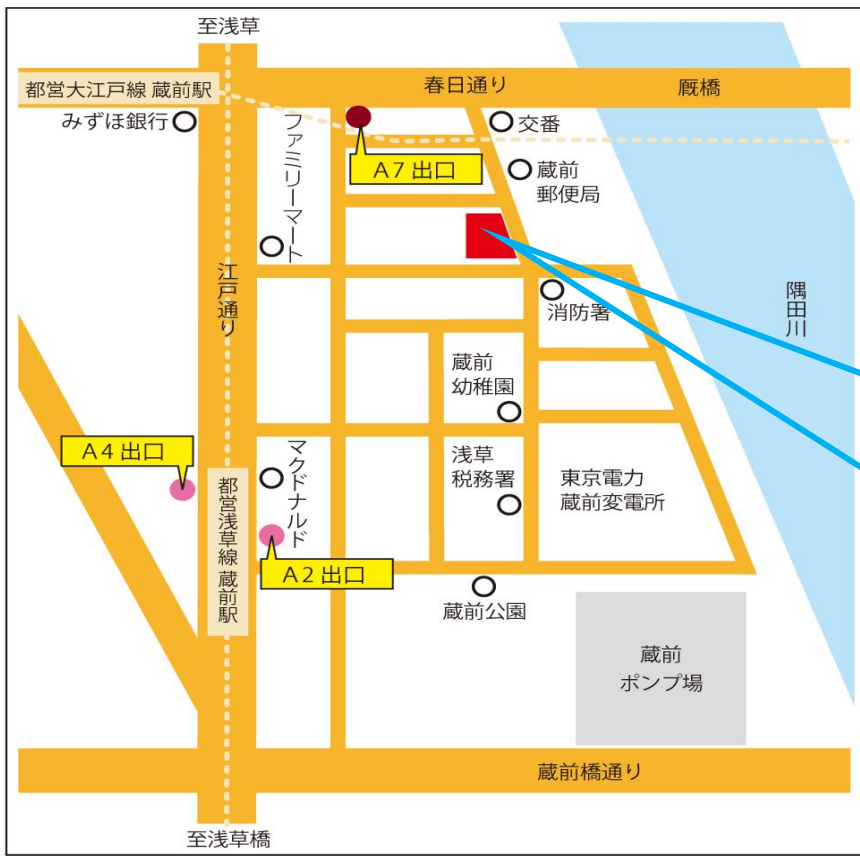 至浅草
都営大江戸線 蔵前駅
春日通り
厩橋
みずほ銀行
ファミリーマート
交番
A7 出口
蔵前
郵便局
江戸通り
隅田川
消防署
蔵前
幼稚園
A4 出口
マクドナルド
浅草
税務署
東京電力
蔵前変電所
都営浅草線 蔵前駅
A2 出口
蔵前公園
蔵前
ポンプ場
蔵前橋通り
至浅草橋